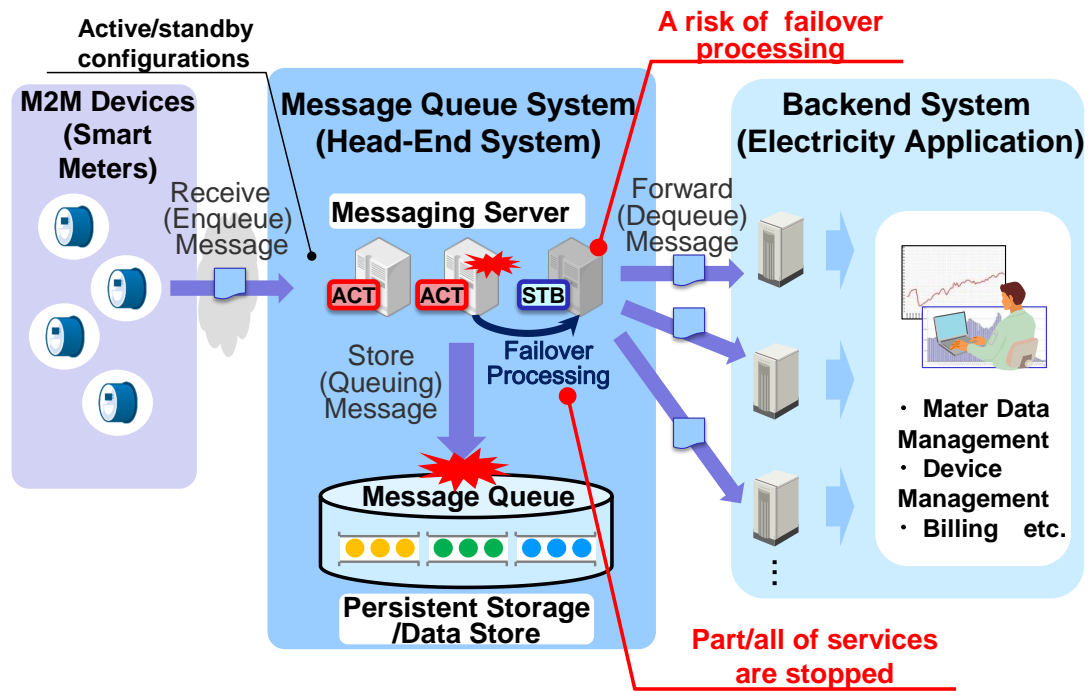 Active/standby
configurations
A risk of failover
processing
M2M Devices
(Smart
Meters)
Message Queue System
(Head-End System)
Backend System
(Electricity Application)
Receive
(Enqueue)
Message
Messaging Server
Forward
(Dequeue)
Message
ACT
ACT
STB
Failover
Processing
Store
(Queuing)
Message
Message Queue
Persistent Storage
/Data Store
・ Mater Data
Management
・ Device
Management
・ Billing etc.
⋮
Part/all of services
are stopped